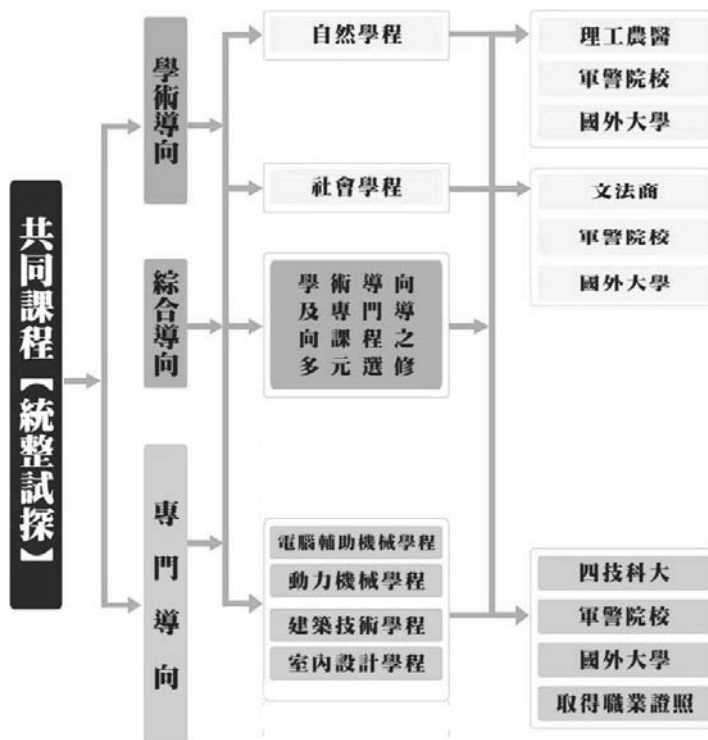 共同課程【統整試探】
學術導向
綜合導向
專門導向
自然學程
社會學程
學術導向
及專門導
向課程之
多元選修
電腦輔助機械學程
動力機械學程
建築技術學程
室內設計學程
理工農醫
軍警院校
國外大學
文法商
軍警院校
國外大學
四技科大
軍警院校
國外大學
取得職業證照